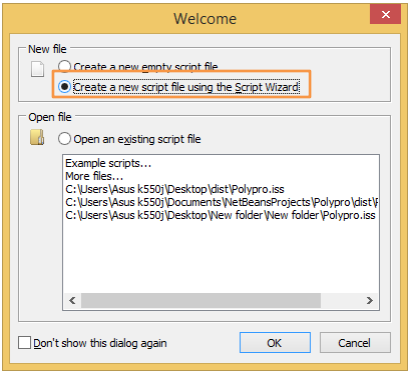 Welcome
New file
Create a new empty script file
Create a new script file using the Script Wizard
Open file
Open an existing script file
Example scripts...
More files...
C:\Users\Asus k550j\Desktop\dist\Polypro.iss
C:\Users\Asus k550j\Documents\NetBeansProjects\Polypro\dist\
C:\Users\Asus k550j\Desktop\New folder\New folder\Polypro.iss
Don't show this dialog again
OK
Cancel